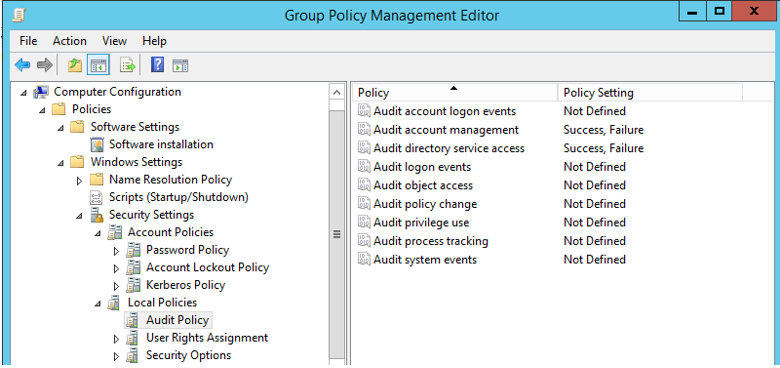 Group Policy Management Editor
File Action View Help
Computer Configuration
Policies
Software Settings
Software installation
Windows Settings
Name Resolution Policy
Scripts (Startup/Shutdown)
Security Settings
Account Policies
Password Policy
Account Lockout Policy
Kerberos Policy
Local Policies
Audit Policy
User Rights Assignment
Security Options
Policy Policy Setting
Audit account logon events Not Defined
Audit account management Success, Failure
Audit directory service access Success, Failure
Audit logon events Not Defined
Audit object access Not Defined
Audit policy change Not Defined
Audit privilege use Not Defined
Audit process tracking Not Defined
Audit system events Not Defined